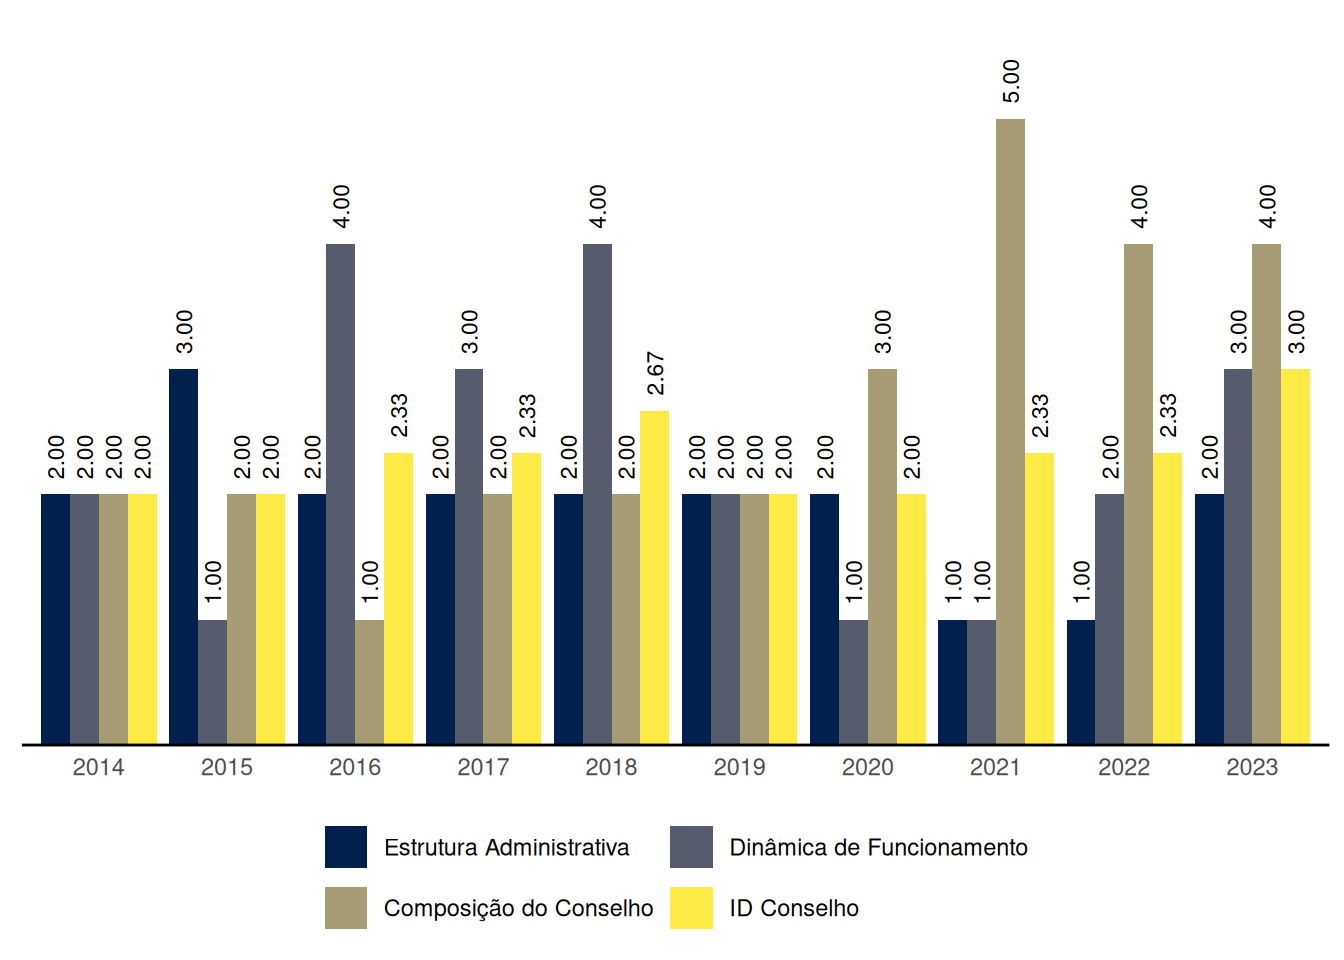 2.00 2.00 2.00 2.00
3.00 1.00 2.00 2.00
2.00 4.00 1.00 2.33
2.00 3.00 2.00 2.33
2.00 4.00 2.00 2.67
2.00 2.00 2.00 2.00
2.00 1.00 3.00 2.00
1.00 1.00 5.00 2.33
1.00 2.00 4.00 2.33
2.00 3.00 4.00 3.00
2014 2015 2016 2017 2018 2019 2020 2021 2022 2023
Estrutura Administrativa Dinâmica de Funcionamento
Composição do Conselho ID Conselho